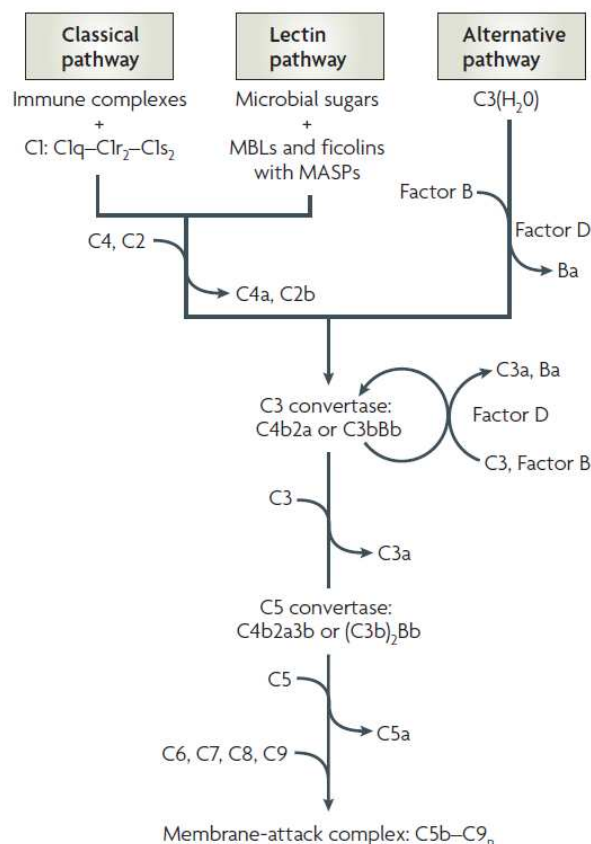 Classical
pathway
Lectin
pathway
Alternative
pathway
Immune complexes
+
C1: C1q–C1r₂–C1s₂
Microbial sugars
+
MBLs and ficolins
with MASPs
C3(H₂0)
Factor B
Factor D
Ba
C4, C2
C4a, C2b
C3 convertase:
C4b2a or C3bBb
C3a, Ba
Factor D
C3, Factor B
C3
C3a
C5 convertase:
C4b2a3b or (C3b)₂Bb
C5
C5a
C6, C7, C8, C9
Membrane-attack complex: C5b–C9ₙ